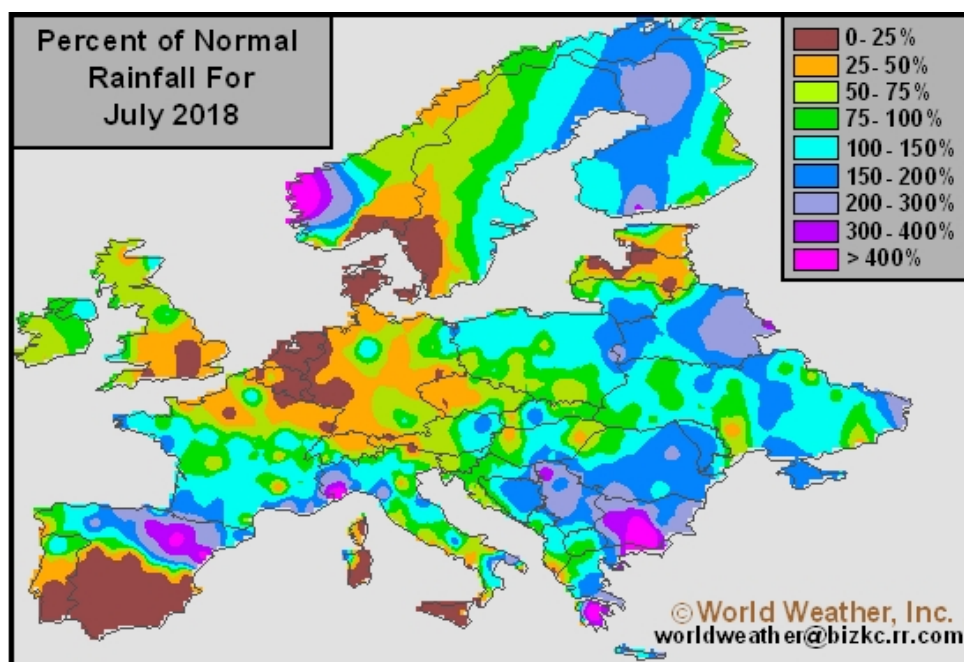 Percent of Normal
Rainfall For
July 2018
0- 25%
25- 50%
50- 75%
75- 100%
100 - 150%
150 - 200%
200 - 300%
300 - 400%
> 400%
© World Weather, Inc.
worldweather@bizkc.rr.com